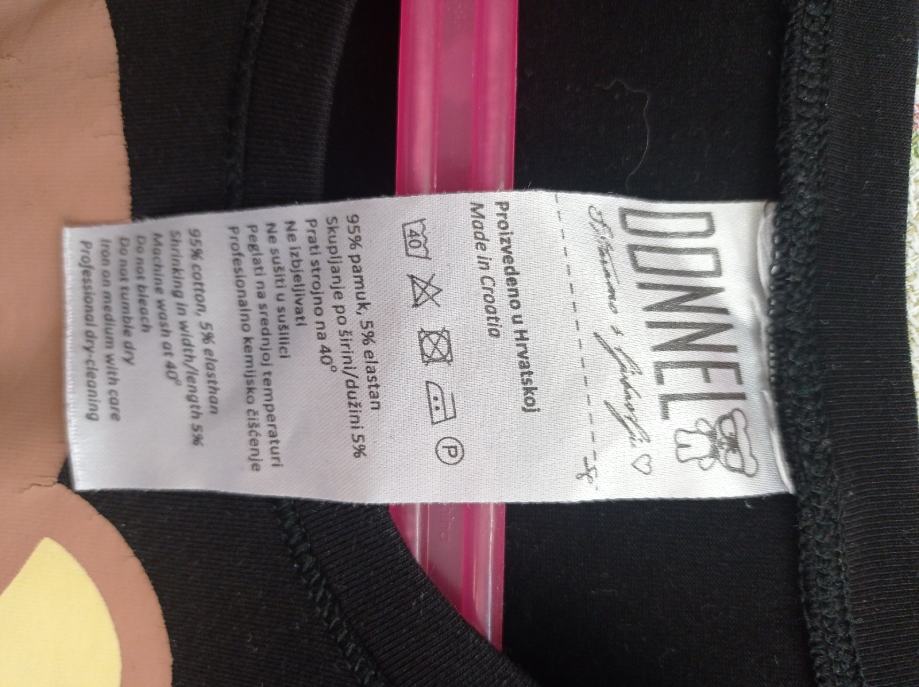 DDNNEL
Proizvedeno u Hrvatskoj
Made in Croatia
40 P
95% pamuk, 5% elastan
Skupljanje po širini/dužini 5%
Prati strojno na 40°
Ne izbjeljivati
Ne sušiti u sušilici
Peglati na srednjoj temperaturi
Profesionalno kemijsko čišćenje
95% cotton, 5% elasthan
Shrinking in width/length 5%
Machine wash at 40°
Do not bleach
Do not tumble dry
Iron on medium with care
Professional dry-cleaning